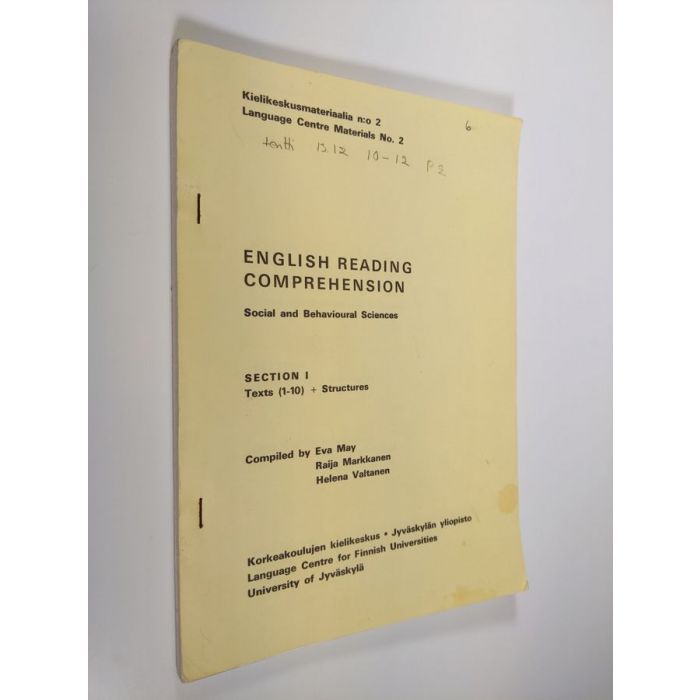 Kielikeskusmateriaalia n:o 2
Language Centre Materials No. 2
6
tentti 13.12 10-12 P2
ENGLISH READING
COMPREHENSION
Social and Behavioural Sciences
SECTION I
Texts (1-10) + Structures
Compiled by Eva May
Raija Markkanen
Helena Valtanen
Korkeakoulujen kielikeskus • Jyväskylän yliopisto
Language Centre for Finnish Universities
University of Jyväskylä